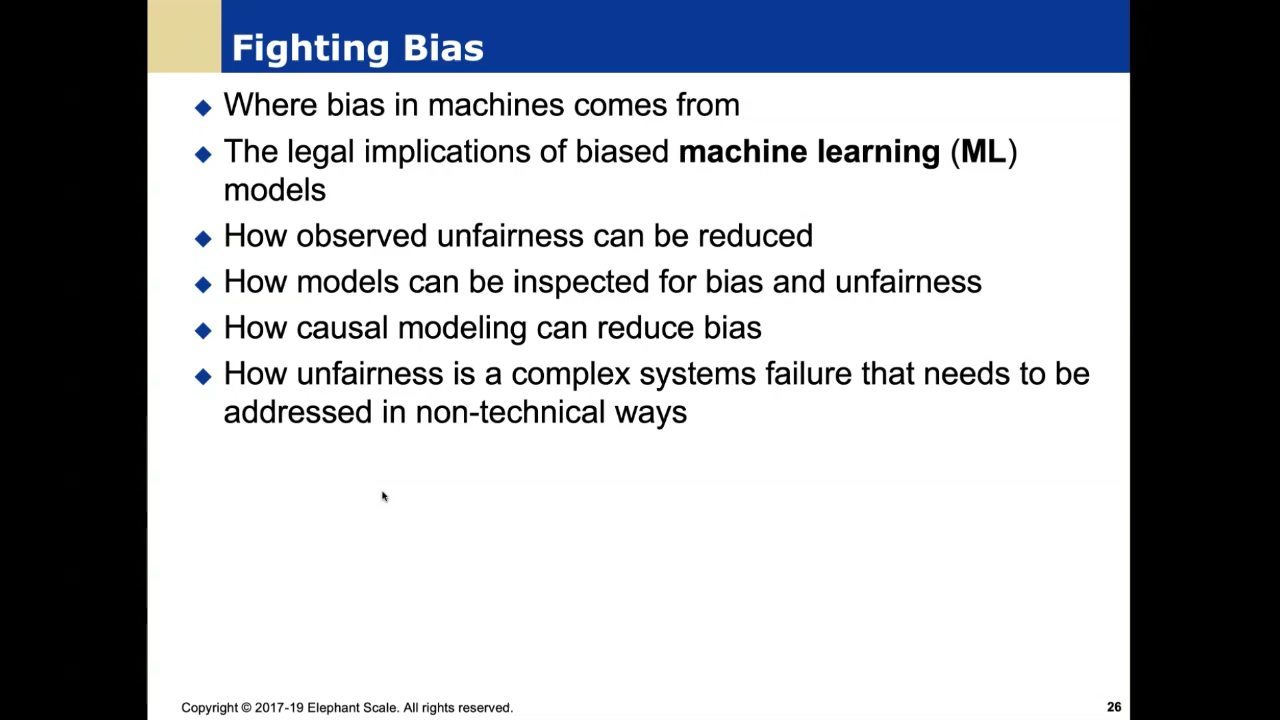 Fighting Bias
Where bias in machines comes from
The legal implications of biased machine learning (ML)
models
How observed unfairness can be reduced
How models can be inspected for bias and unfairness
How causal modeling can reduce bias
How unfairness is a complex systems failure that needs to be
addressed in non-technical ways
Copyright © 2017-19 Elephant Scale. All rights reserved.
26